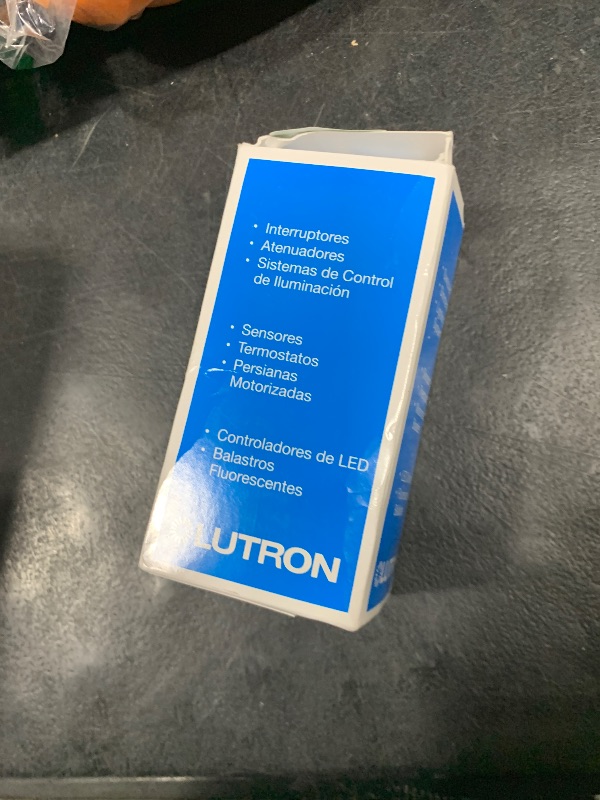 • Interruptores
• Atenuadores
• Sistemas de Control
de Iluminación
• Sensores
• Termostatos
• Persianas
Motorizadas
• Controladores de LED
• Balastros
Fluorescentes
LUTRON